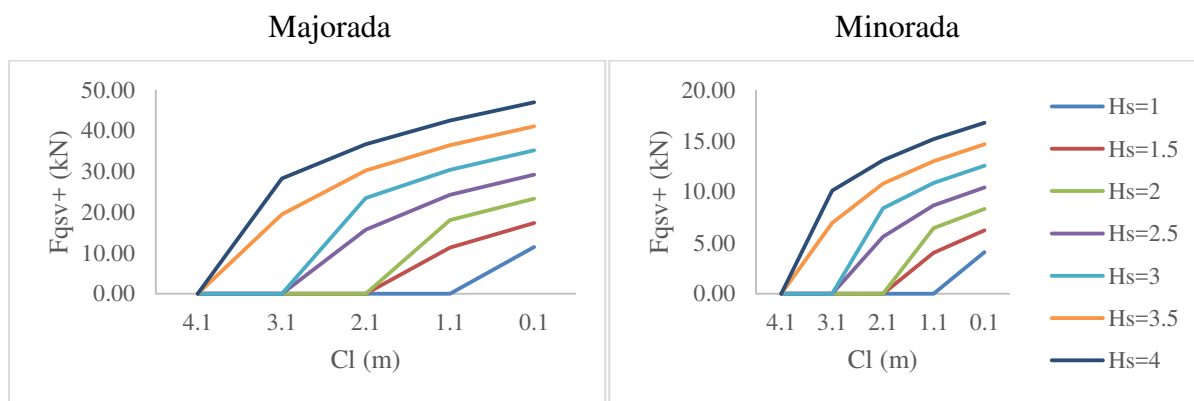 Majorada
Minorada
50.00
40.00
30.00
20.00
10.00
0.00
Fqsv+ (kN)
4.1 3.1 2.1 1.1 0.1
Cl (m)
20.00
15.00
10.00
5.00
0.00
Fqsv+ (kN)
4.1 3.1 2.1 1.1 0.1
Cl (m)
Hs=1
Hs=1.5
Hs=2
Hs=2.5
Hs=3
Hs=3.5
Hs=4